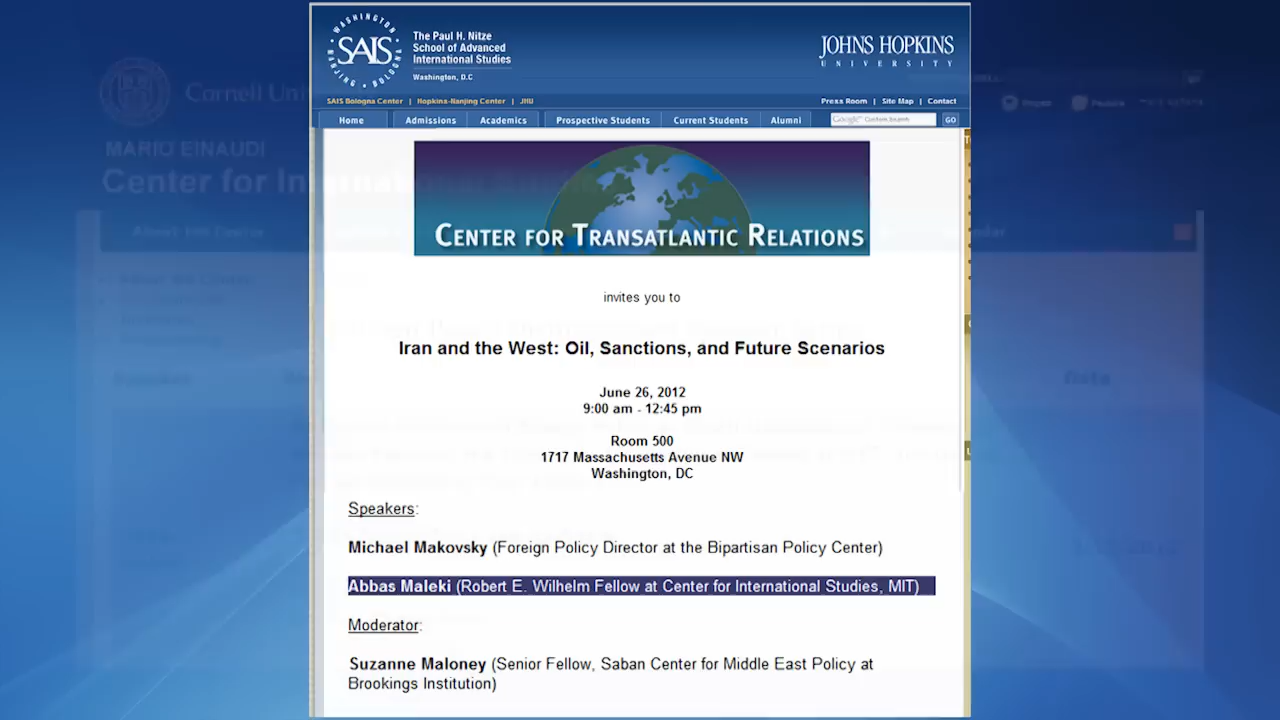 WASHINGTON
SAIS
NANJING • BOLOGNA
The Paul H. Nitze
School of Advanced
International Studies
Washington, D.C
JOHNS HOPKINS
UNIVERSITY
SAIS Bologna Center | Hopkins-Nanjing Center | JHU
Press Room | Site Map | Contact
Home Admissions Academics Prospective Students Current Students Alumni Google Custom Search GO
Cornell Uni
MARIO EINAUDI
Center for In
CENTER FOR TRANSATLANTIC RELATIONS
invites you to
Iran and the West: Oil, Sanctions, and Future Scenarios
June 26, 2012
9:00 am - 12:45 pm
Room 500
1717 Massachusetts Avenue NW
Washington, DC
Speakers:
Michael Makovsky (Foreign Policy Director at the Bipartisan Policy Center)
Abbas Maleki (Robert E. Wilhelm Fellow at Center for International Studies, MIT)
Moderator:
Suzanne Maloney (Senior Fellow, Saban Center for Middle East Policy at
Brookings Institution)